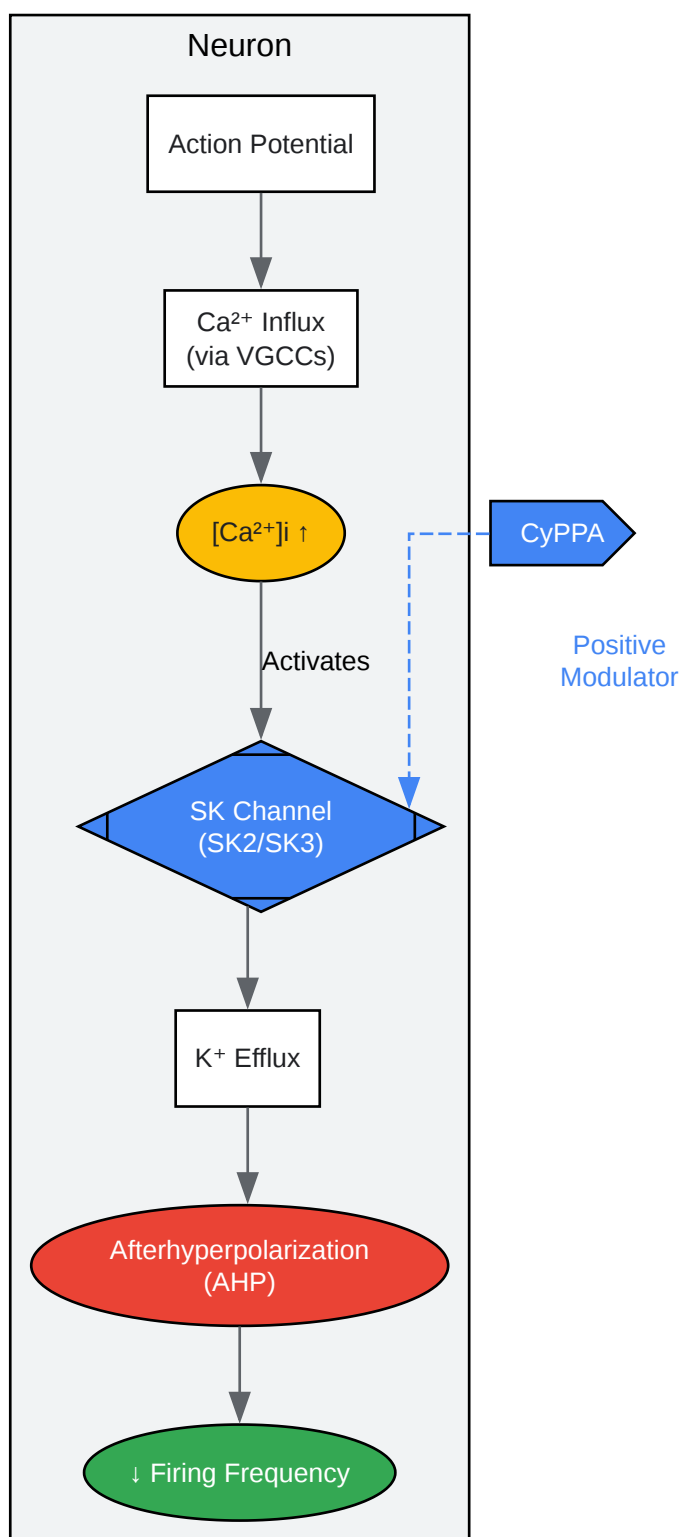 Neuron
Action Potential
Ca²⁺ Influx
(via VGCCs)
[Ca²⁺]i ↑
CyPPA
Activates
Positive
Modulator
SK Channel
(SK2/SK3)
K⁺ Efflux
Afterhyperpolarization
(AHP)
↓ Firing Frequency